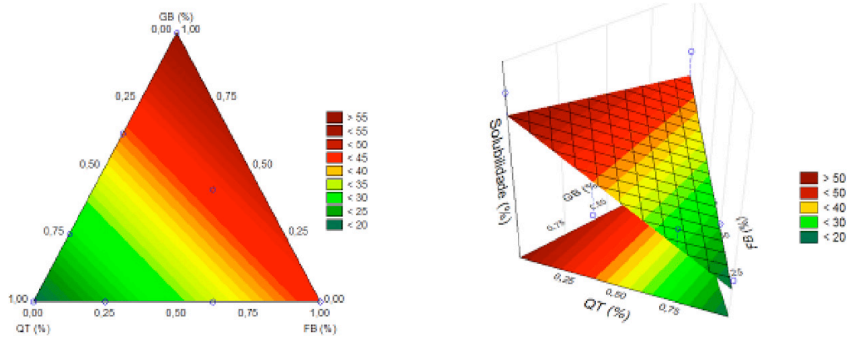 GB (%)
0,00 1,00
0,25 0,75
0,50 0,50
0,75 0,25
1,00 0,00
0,00 0,25 0,50 0,75 1,00
QT (%) FB (%)
> 55
< 55
< 50
< 45
< 40
< 35
< 30
< 25
< 20
Solubilidade (%)
GB (%)
0,75 0,50
0,25 0,50 0,75
QT (%)
FB (%)
> 50
< 50
< 40
< 30
< 20